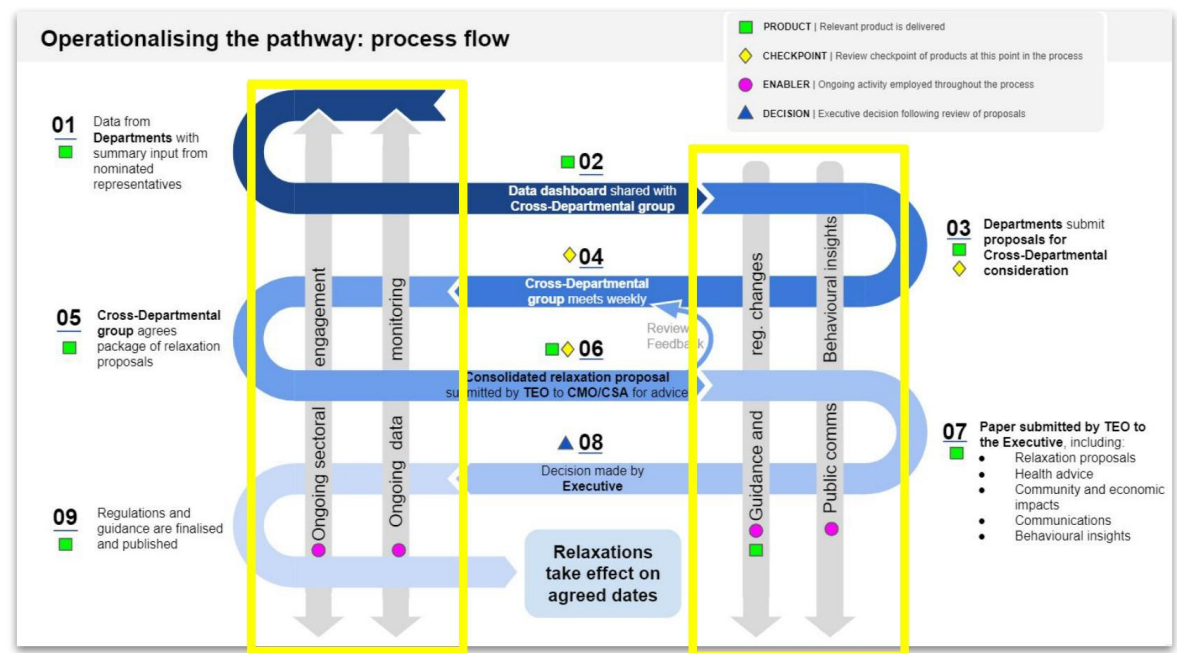 Operationalising the pathway: process flow
PRODUCT | Relevant product is delivered
CHECKPOINT | Review checkpoint of products at this point in the process
ENABLER | Ongoing activity employed throughout the process
DECISION | Executive decision following review of proposals
01
Data from
Departments with
summary input from
nominated
representatives
02
Data dashboard shared with
Cross-Departmental group
03
Departments submit
proposals for
Cross-Departmental
consideration
04
Cross-Departmental
group meets weekly
05
Cross-Departmental
group agrees
package of relaxation
proposals
Review
Feedback
06
Consolidated relaxation proposal
submitted by TEO to CMO/CSA for advice
07
Paper submitted by TEO to
the Executive, including:
● Relaxation proposals
● Health advice
● Community and economic
impacts
● Communications
● Behavioural insights
08
Decision made by
Executive
09
Regulations and
guidance are finalised
and published
Relaxations
take effect on
agreed dates
Ongoing sectoral engagement
Ongoing data monitoring
Guidance and reg. changes
Public comms Behavioural insights